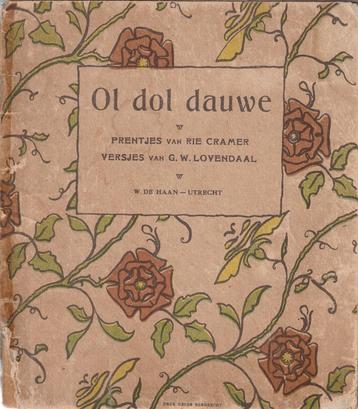 Ol dol dauwe
PRENTJES VAN RIE CRAMER
VERSJES VAN G. W. LOVENDAAL
W. DE HAAN — UTRECHT